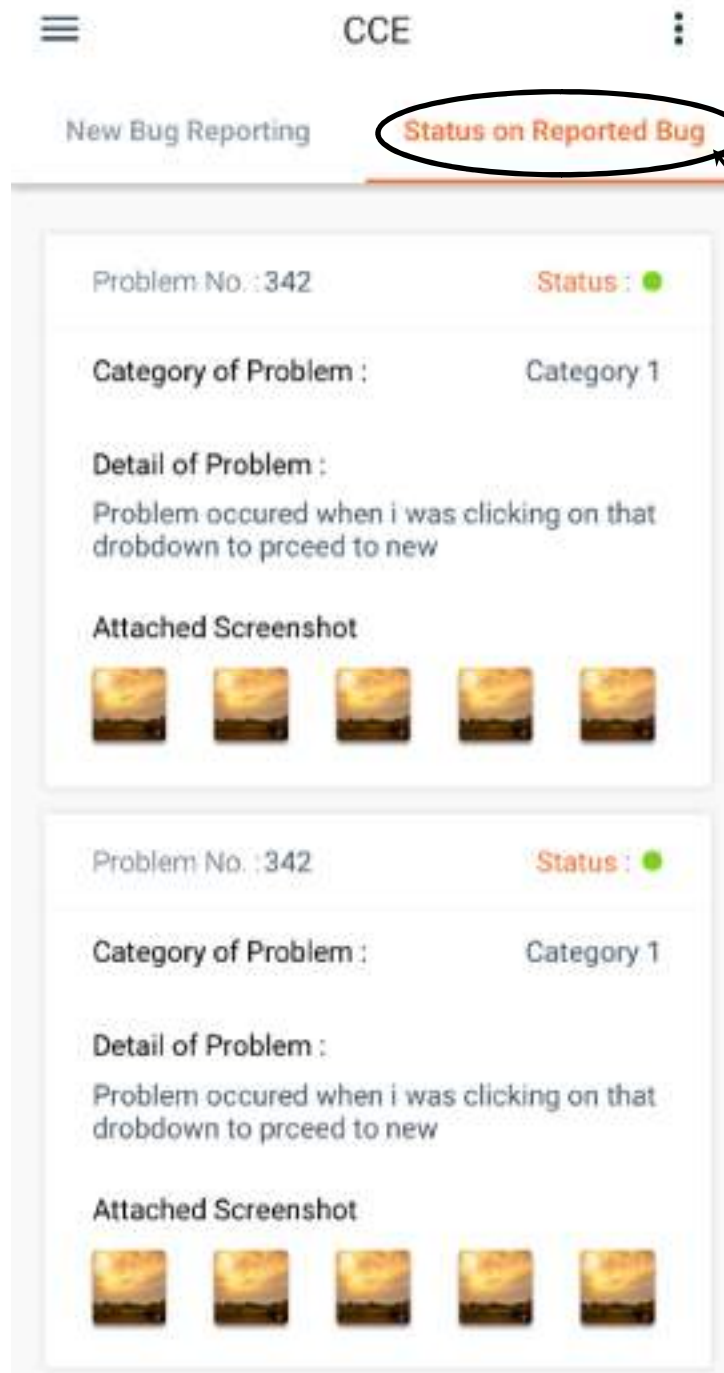 CCE
New Bug Reporting
Status on Reported Bug
Problem No. : 342
Status :
Category of Problem :
Category 1
Detail of Problem :
Problem occured when i was clicking on that
drobdown to prceed to new
Attached Screenshot
Problem No. : 342
Status :
Category of Problem :
Category 1
Detail of Problem :
Problem occured when i was clicking on that
drobdown to prceed to new
Attached Screenshot